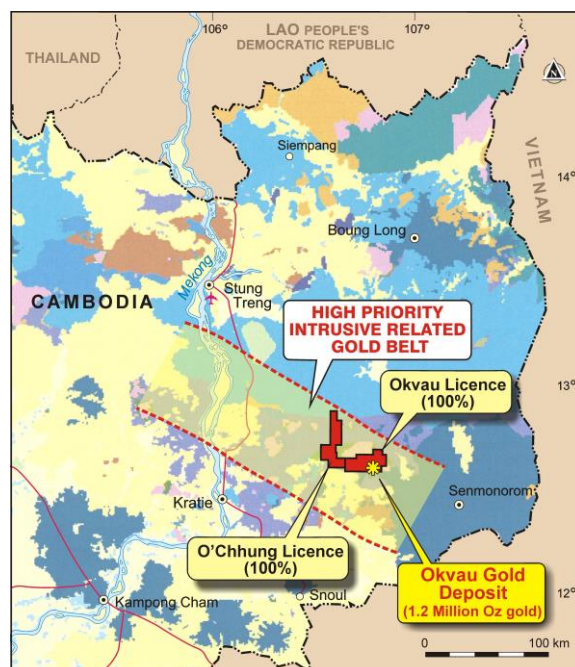 106°
107°
LAO PEOPLE'S
DEMOCRATIC REPUBLIC
THAILAND
N
VIETNAM
Siempang
14°
Boung Long
Mekong
Stung
Treng
CAMBODIA
HIGH PRIORITY
INTRUSIVE RELATED
GOLD BELT
13°
Okvau Licence
(100%)
Kratie
Senmonorom
O'Chhung Licence
(100%)
Okvau Gold
Deposit
(1.2 Million Oz gold)
Kampong Cham
Snoul
12°
0
100 km